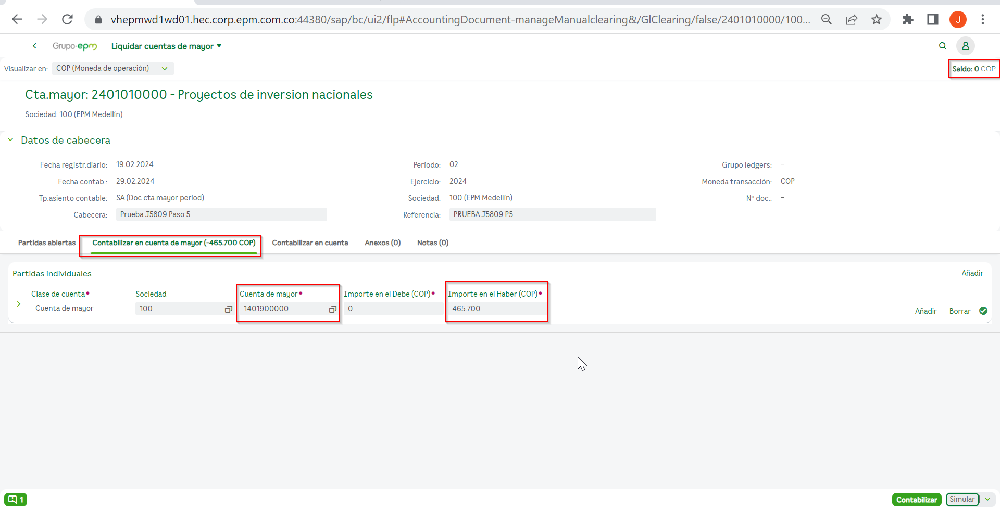 vhepmwd1wd01.hec.corp.epm.com.co:44380/sap/bc/ui2/flp#AccountingDocument-manageManualclearing&/GlClearing/false/2401010000/100...
J
Grupo·epm
Liquidar cuentas de mayor
Visualizar en: COP (Moneda de operación)
Saldo: 0 COP
Cta.mayor: 2401010000 - Proyectos de inversion nacionales
Sociedad: 100 (EPM Medellín)
Datos de cabecera
Fecha registr.diario: 19.02.2024 Período: 02 Grupo ledgers: –
Fecha contab.: 29.02.2024 Ejercicio: 2024 Moneda transacción: COP
Tp.asiento contable: SA (Doc cta.mayor period) Sociedad: 100 (EPM Medellín) Nº doc.: –
Cabecera: Prueba J5809 Paso 5 Referencia: PRUEBA J5809 P5
Partidas abiertas Contabilizar en cuenta de mayor (-465.700 COP) Contabilizar en cuenta Anexos (0) Notas (0)
Partidas individuales Añadir
Clase de cuenta Sociedad Cuenta de mayor Importe en el Debe (COP) Importe en el Haber (COP)
Cuenta de mayor 100 1401900000 0 465.700 Añadir Borrar
1 Contabilizar Simular